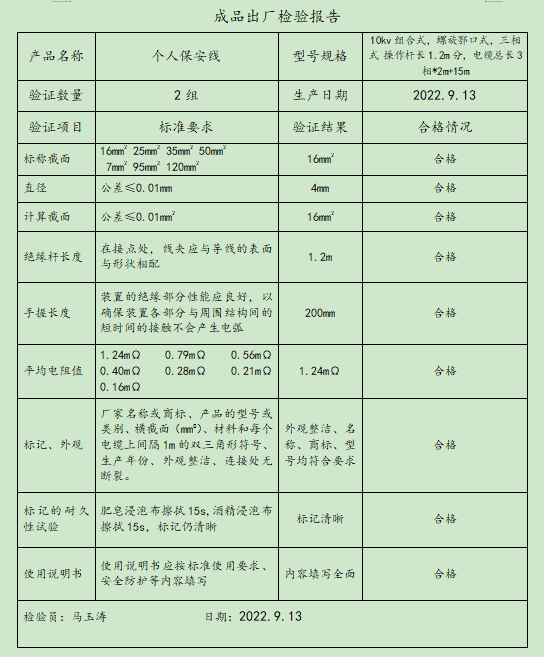 成品出厂检验报告
产品名称 个人保安线 型号规格 10kv 组合式，螺旋鄂口式，三相
式 操作杆长 1.2m 分，电缆总长 3
相*2m+15m
验证数量 2 组 生产日期 2022.9.13
验证项目 标准要求 验证结果 合格情况
标称截面 16mm² 25mm² 35mm² 50mm²
7mm² 95mm² 120mm² 16mm² 合格
直径 公差≤0.01mm 4mm 合格
计算截面 公差≤0.01mm² 16mm² 合格
绝缘杆长度 在接点处，线夹应与导线的表面
与形状相配 1.2m 合格
手握长度 装置的绝缘部分性能应良好，以
确保装置各部分与周围结构间的
短时间的接触不会产生电弧 200mm 合格
平均电阻值 1.24mΩ 0.79mΩ 0.56mΩ
0.40mΩ 0.28mΩ 0.21mΩ
0.16mΩ 1.24mΩ 合格
标记、外观 厂家名称或商标、产品的型号或
类别、横截面（mm²）、材料和每个
电缆上间隔 1m 的双三角形符号、
生产年份、外观整洁、连接处无
断裂。 外观整洁、名
称、商标、型
号均符合要求 合格
标记的耐久
性试验 肥皂浸泡布擦拭 15s,酒精浸泡布
擦拭 15s，标记仍清晰 标记清晰 合格
使用说明书 使用说明书应按标准使用要求、
安全防护等内容填写 内容填写全面 合格
检验员：马玉涛 日期：2022.9.13